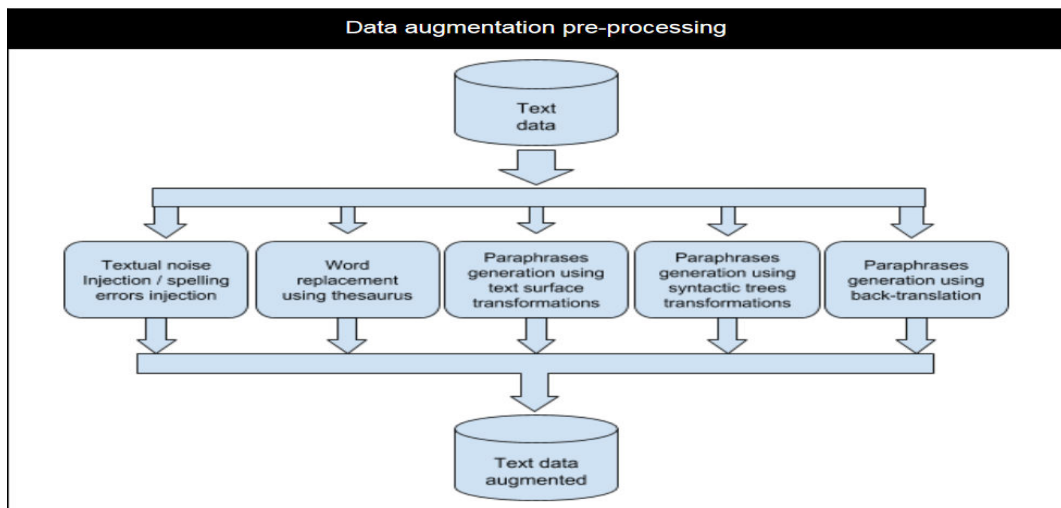 Data augmentation pre-processing
Text
data
Textual noise
Injection / spelling
errors injection
Word
replacement
using thesaurus
Paraphrases
generation using
text surface
transformations
Paraphrases
generation using
syntactic trees
transformations
Paraphrases
generation using
back-translation
Text data
augmented